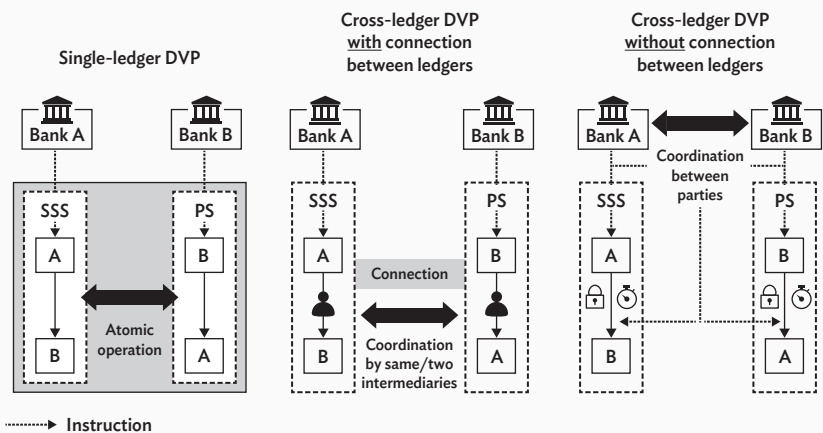 Single-ledger DVP
Bank A
Bank B
SSS
PS
A
B
Atomic
operation
B
A
Cross-ledger DVP
with connection
between ledgers
Bank A
Bank B
SSS
PS
A
B
Connection
Coordination
by same/two
intermediaries
B
A
Cross-ledger DVP
without connection
between ledgers
Bank A
Bank B
Coordination
between
parties
SSS
PS
A
B
B
A
Instruction